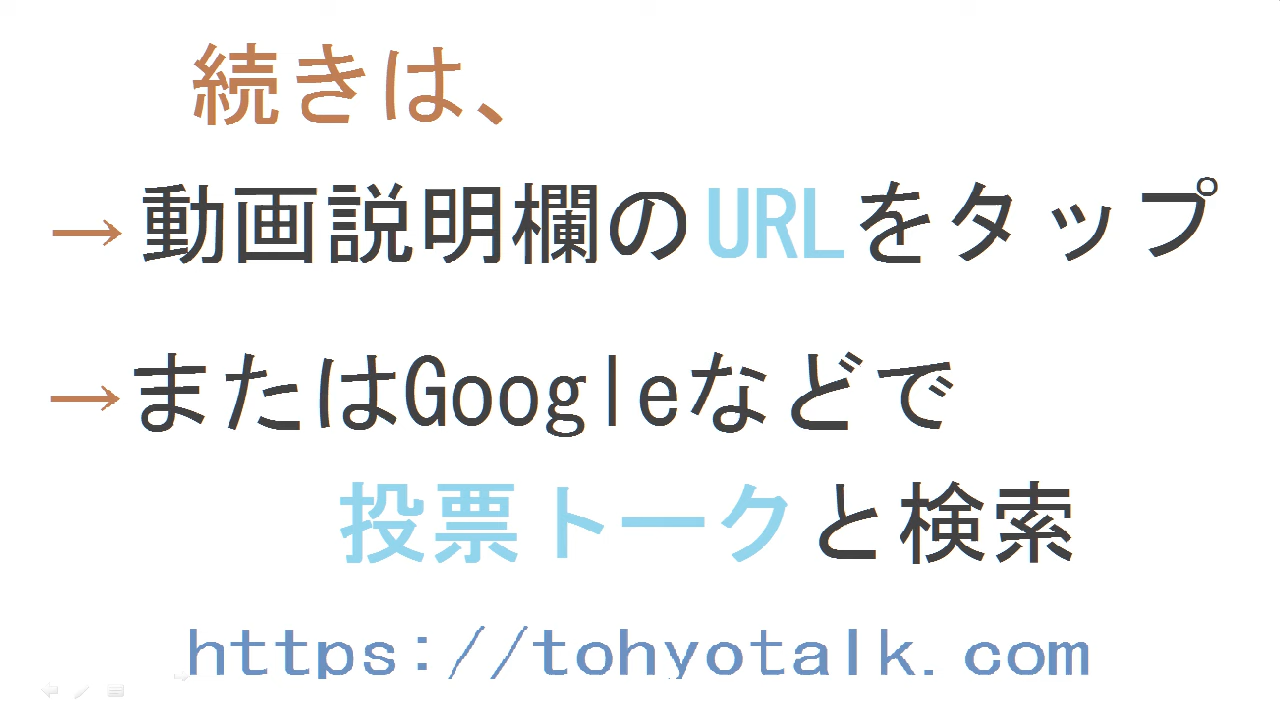 続きは、
→動画説明欄のURLをタップ
→またはGoogleなどで
投票トークと検索
https://tohyotalk.com